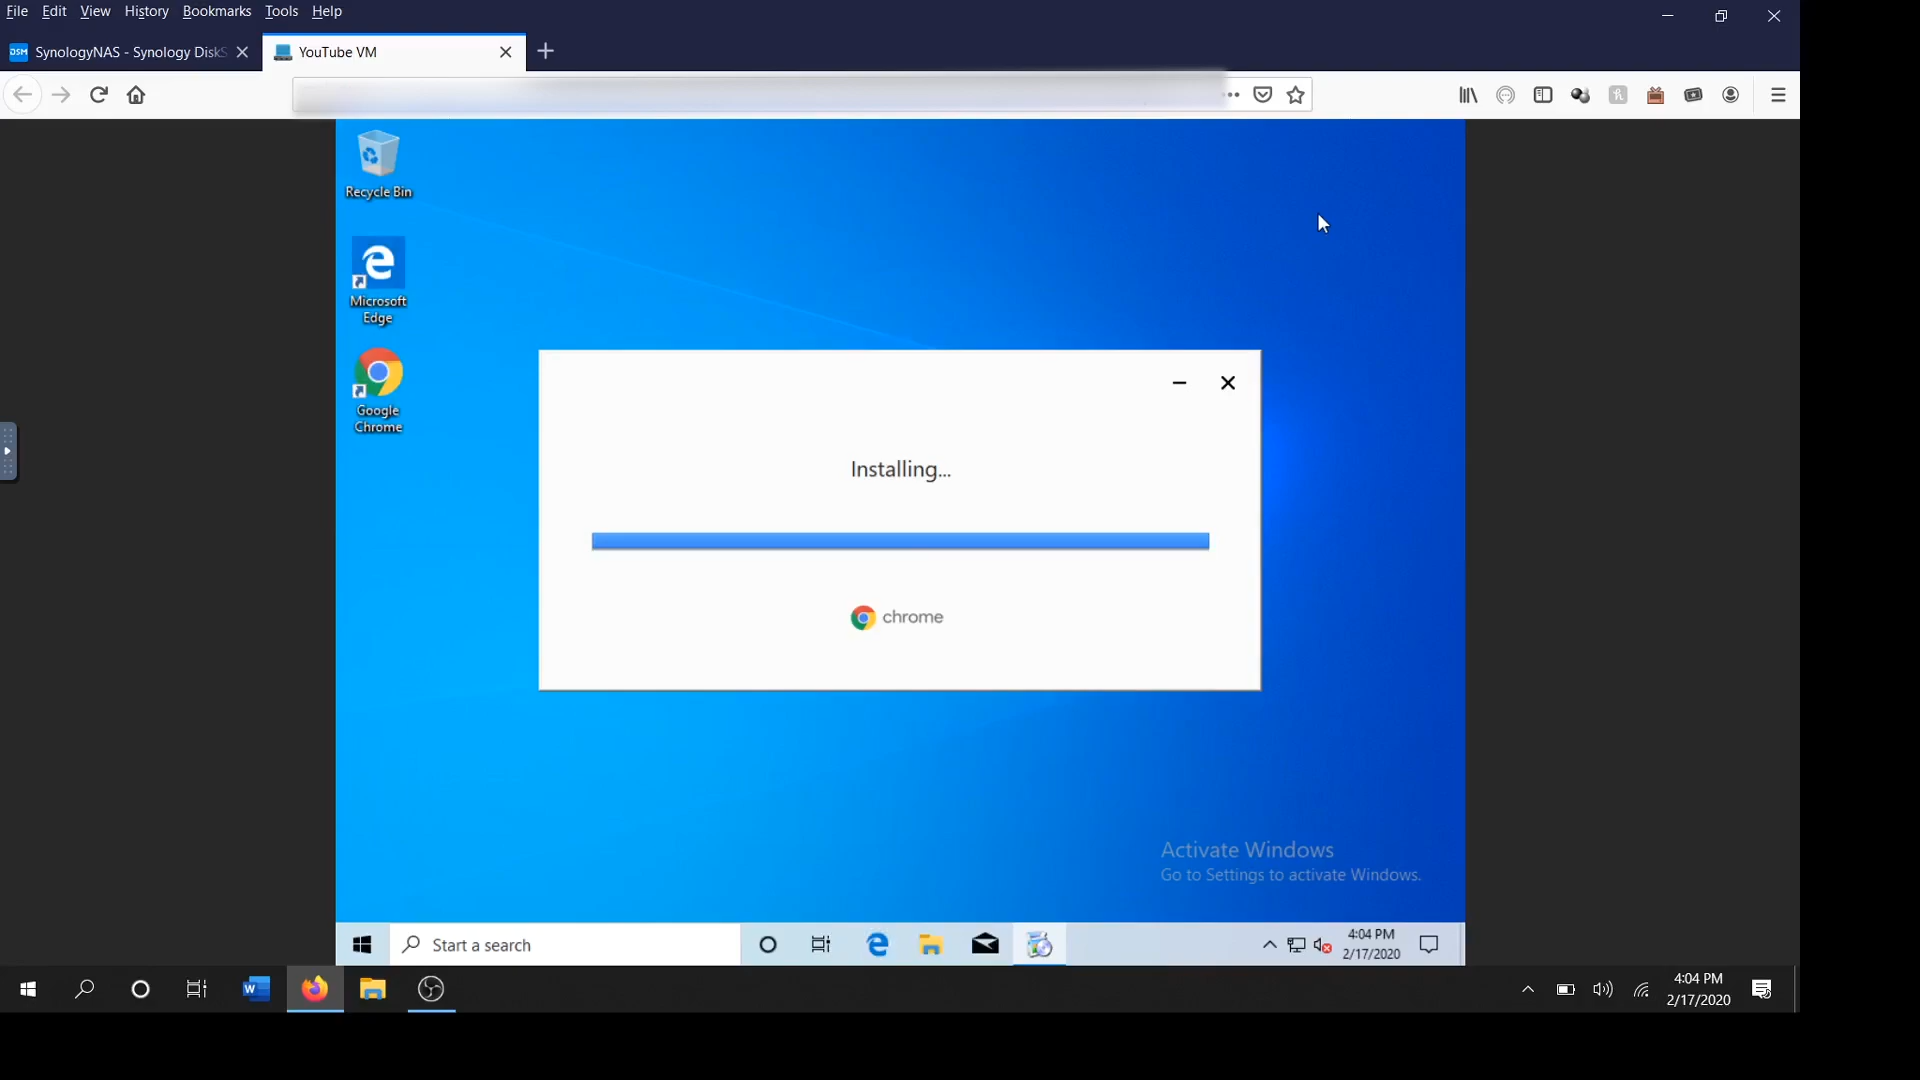 File Edit View History Bookmarks Tools Help
SynologyNAS - Synology DiskS
YouTube VM
Recycle Bin
Microsoft
Edge
Google
Chrome
Installing...
chrome
Activate Windows
Go to Settings to activate Windows.
Start a search
4:04 PM
2/17/2020
4:04 PM
2/17/2020